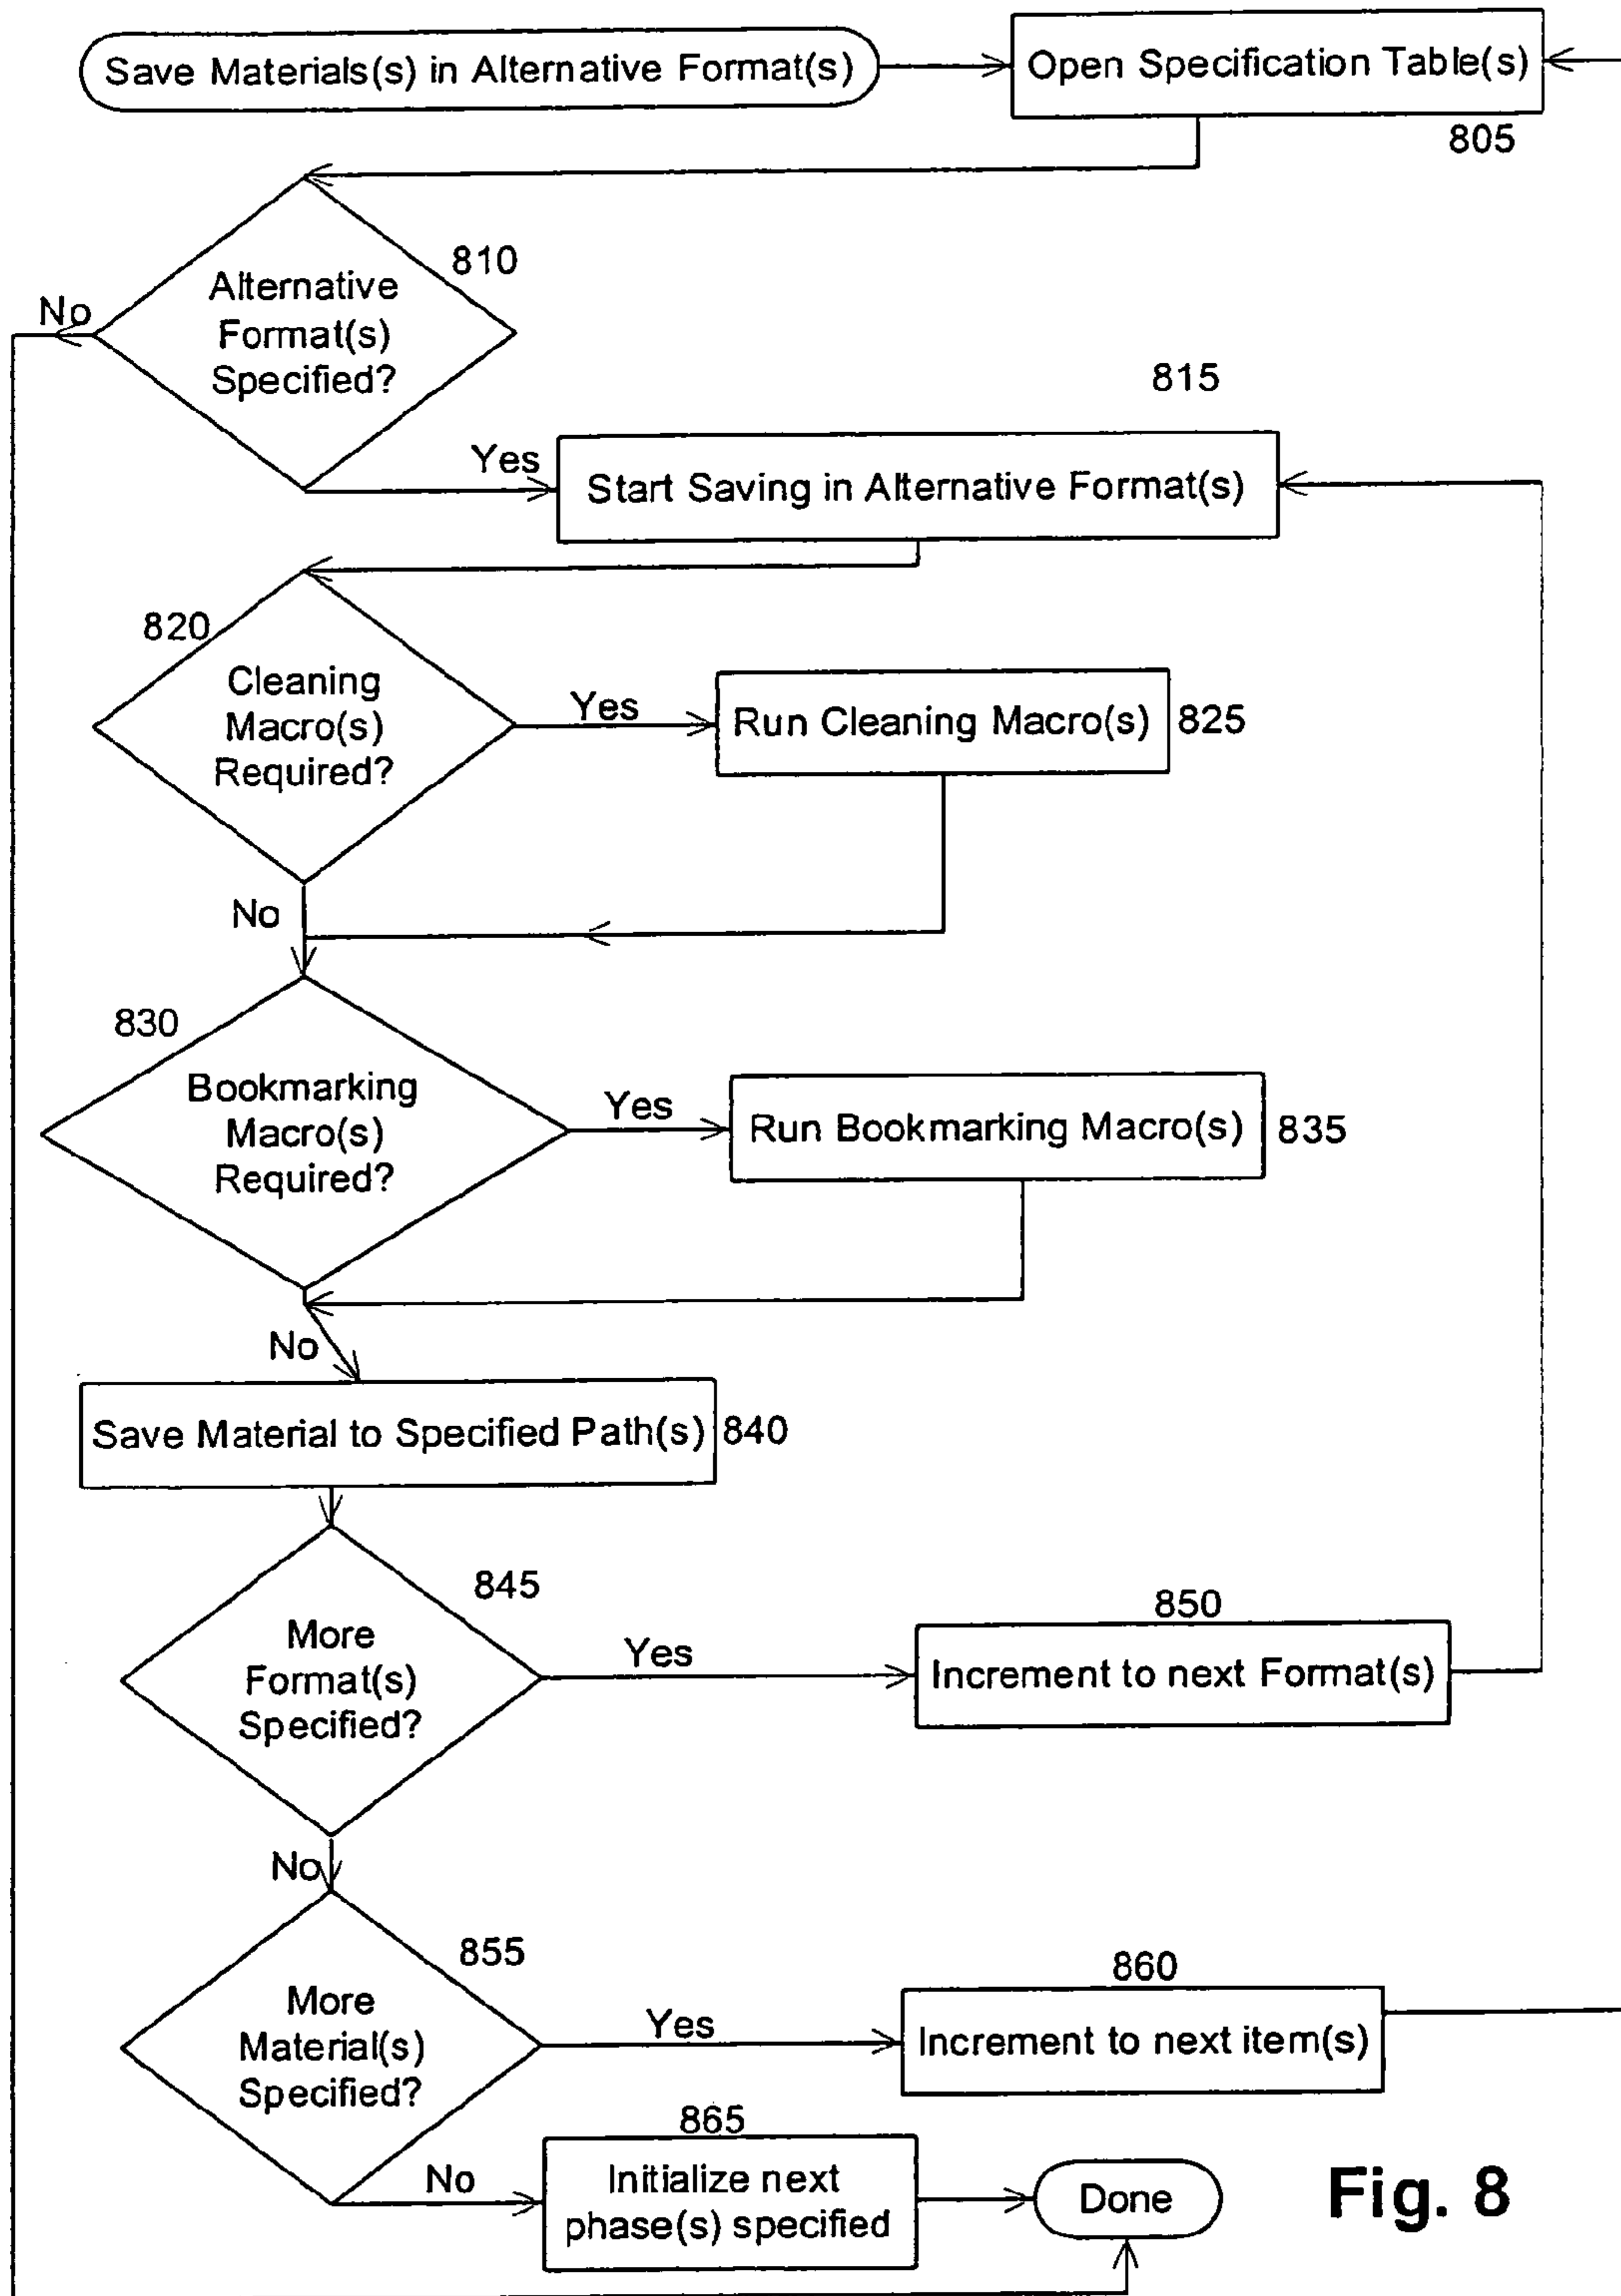 Save Materials(s) in Alternative Format(s)
Open Specification Table(s)
805
810
Alternative
Format(s)
Specified?
No
815
Yes
Start Saving in Alternative Format(s)
820
Cleaning
Macro(s)
Required?
Yes
Run Cleaning Macro(s)
825
No
830
Bookmarking
Macro(s)
Required?
Yes
Run Bookmarking Macro(s)
835
No
Save Material to Specified Path(s)
840
845
More
Format(s)
Specified?
Yes
850
Increment to next Format(s)
No
855
More
Material(s)
Specified?
Yes
860
Increment to next item(s)
865
No
Initialize next
phase(s) specified
Done
Fig. 8